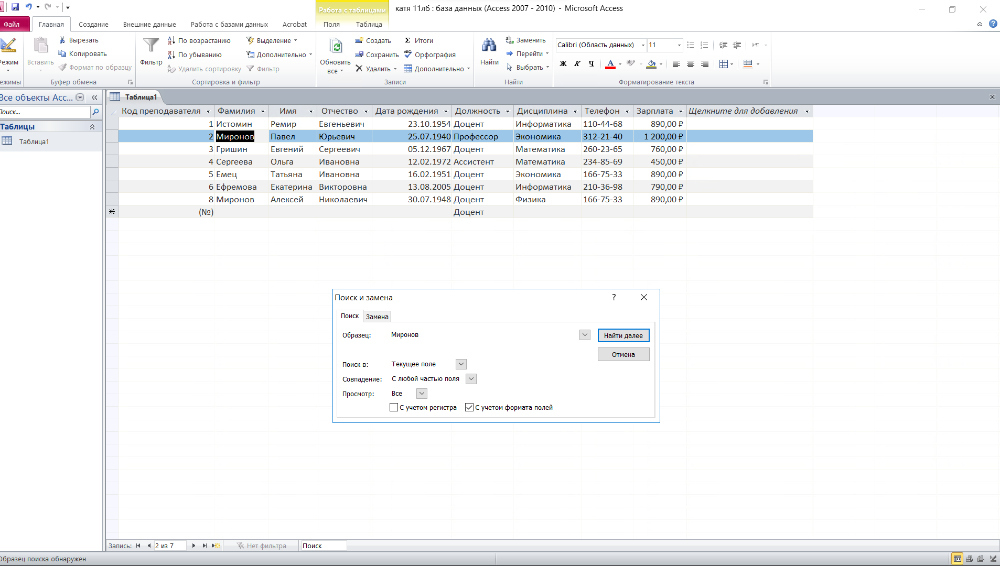 Работа с таблицами
катя 11лб : база данных (Access 2007 - 2010) - Microsoft Access
Файл
Главная
Создание
Внешние данные
Работа с базами данных
Acrobat
Поля
Таблица
Режим
Режимы
Вставить
Вырезать
Копировать
Формат по образцу
Буфер обмена
Фильтр
По возрастанию
По убыванию
Удалить сортировку
Выделение
Дополнительно
Фильтр
Сортировка и фильтр
Обновить
все
Создать
Сохранить
Удалить
Итоги
Орфография
Дополнительно
Записи
Найти
Заменить
Перейти
Выбрать
Найти
Calibri (Область данных)
11
Ж К Ч
Форматирование текста
Все объекты Acc...
Поиск...
Таблицы
Таблица1
Таблица1
Код преподавателя Фамилия Имя Отчество Дата рождения Должность Дисциплина Телефон Зарплата Щелкните для добавления
1 Истомин Ремир Евгеньевич 23.10.1954 Доцент Информатика 110-44-68 890,00 ₽
2 Миронов Павел Юрьевич 25.07.1940 Профессор Экономика 312-21-40 1 200,00 ₽
3 Гришин Евгений Сергеевич 05.12.1967 Доцент Математика 260-23-65 760,00 ₽
4 Сергеева Ольга Ивановна 12.02.1972 Ассистент Математика 234-85-69 450,00 ₽
5 Емец Татьяна Ивановна 16.02.1951 Доцент Экономика 166-75-33 890,00 ₽
6 Ефремова Екатерина Викторовна 13.08.2005 Доцент Информатика 210-36-98 790,00 ₽
8 Миронов Алексей Николаевич 30.07.1948 Доцент Физика 166-75-33 890,00 ₽
(№) Доцент
Поиск и замена
Поиск
Замена
Образец: Миронов
Найти далее
Отмена
Поиск в: Текущее поле
Совпадение: С любой частью поля
Просмотр: Все
С учетом регистра
С учетом формата полей
Запись: 2 из 7
Нет фильтра
Поиск
Образец поиска обнаружен